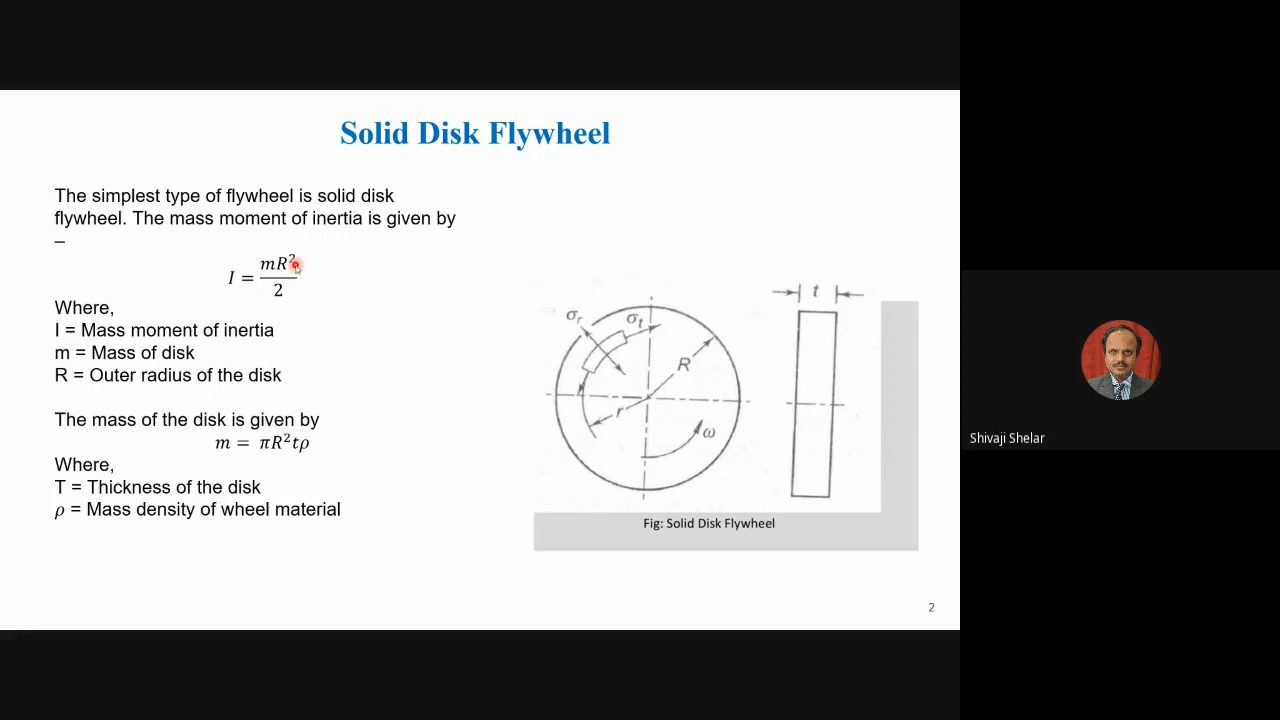 Solid Disk Flywheel
The simplest type of flywheel is solid disk
flywheel. The mass moment of inertia is given by
–
I = mR²/2
Where,
I = Mass moment of inertia
m = Mass of disk
R = Outer radius of the disk
The mass of the disk is given by
m = πR²tρ
Where,
T = Thickness of the disk
ρ = Mass density of wheel material
σr
σt
R
r
ω
t
Fig: Solid Disk Flywheel
2
Shivaji Shelar